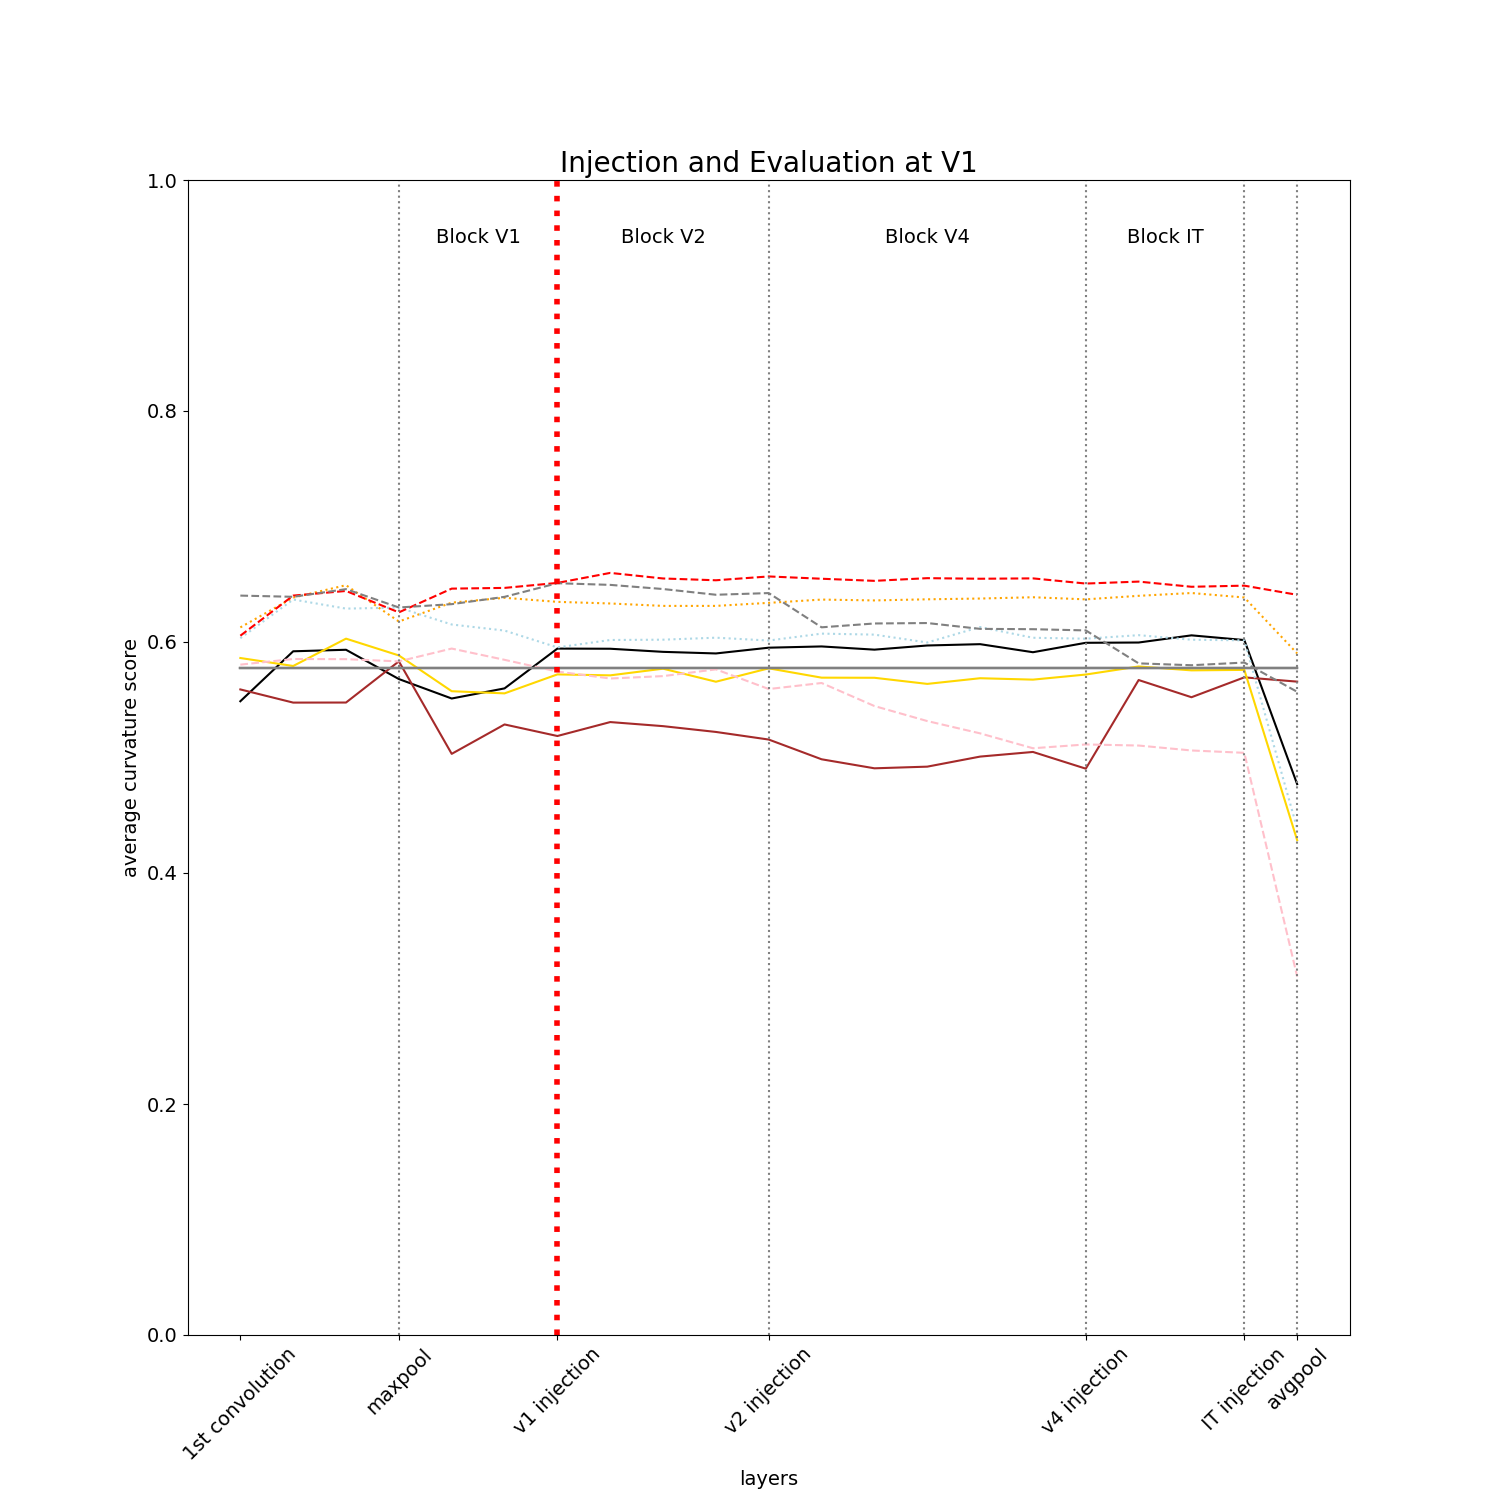 Injection and Evaluation at V1
1.0
Block V1
Block V2
Block V4
Block IT
0.8
0.6
average curvature score
0.4
0.2
0.0
1st convolution
maxpool
v1 injection
v2 injection
v4 injection
IT injection
avgpool
layers